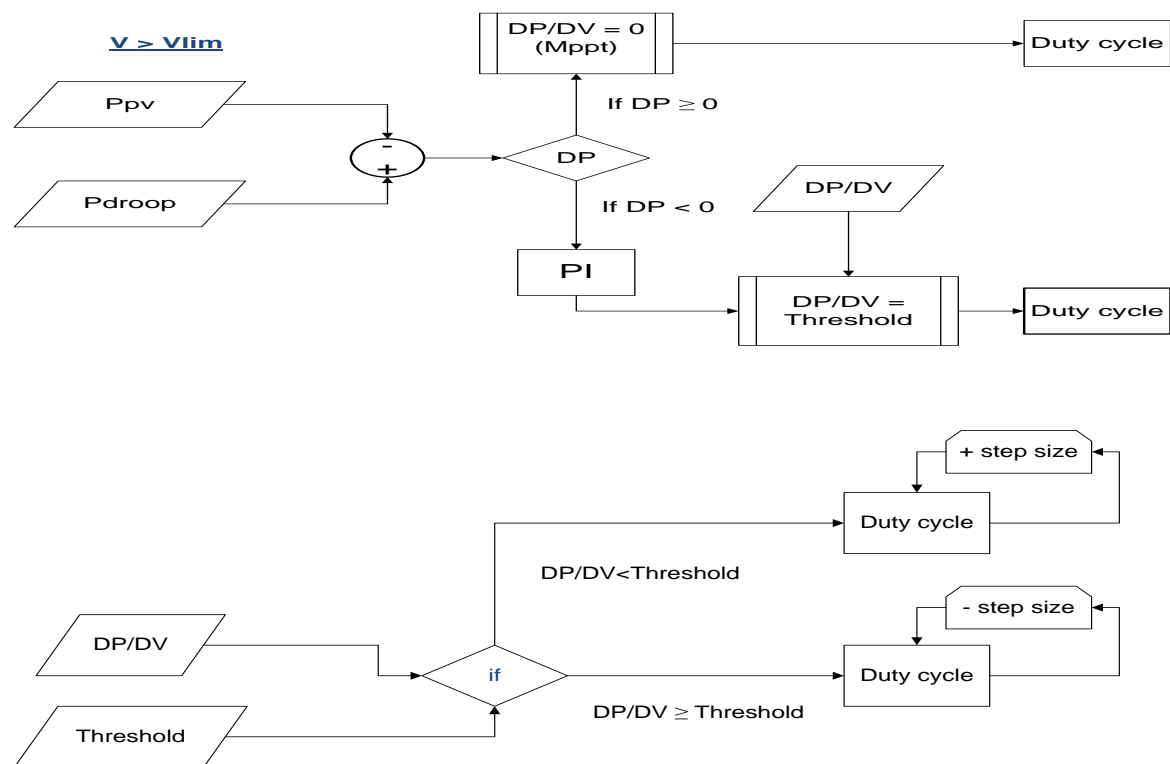 V > Vlim
DP/DV = 0
(Mppt)
Duty cycle
Ppv
If DP ≥ 0
-
+
DP
Pdroop
If DP < 0
DP/DV
PI
DP/DV =
Threshold
Duty cycle
+ step size
Duty cycle
DP/DV<Threshold
- step size
DP/DV
if
Duty cycle
DP/DV ≥ Threshold
Threshold